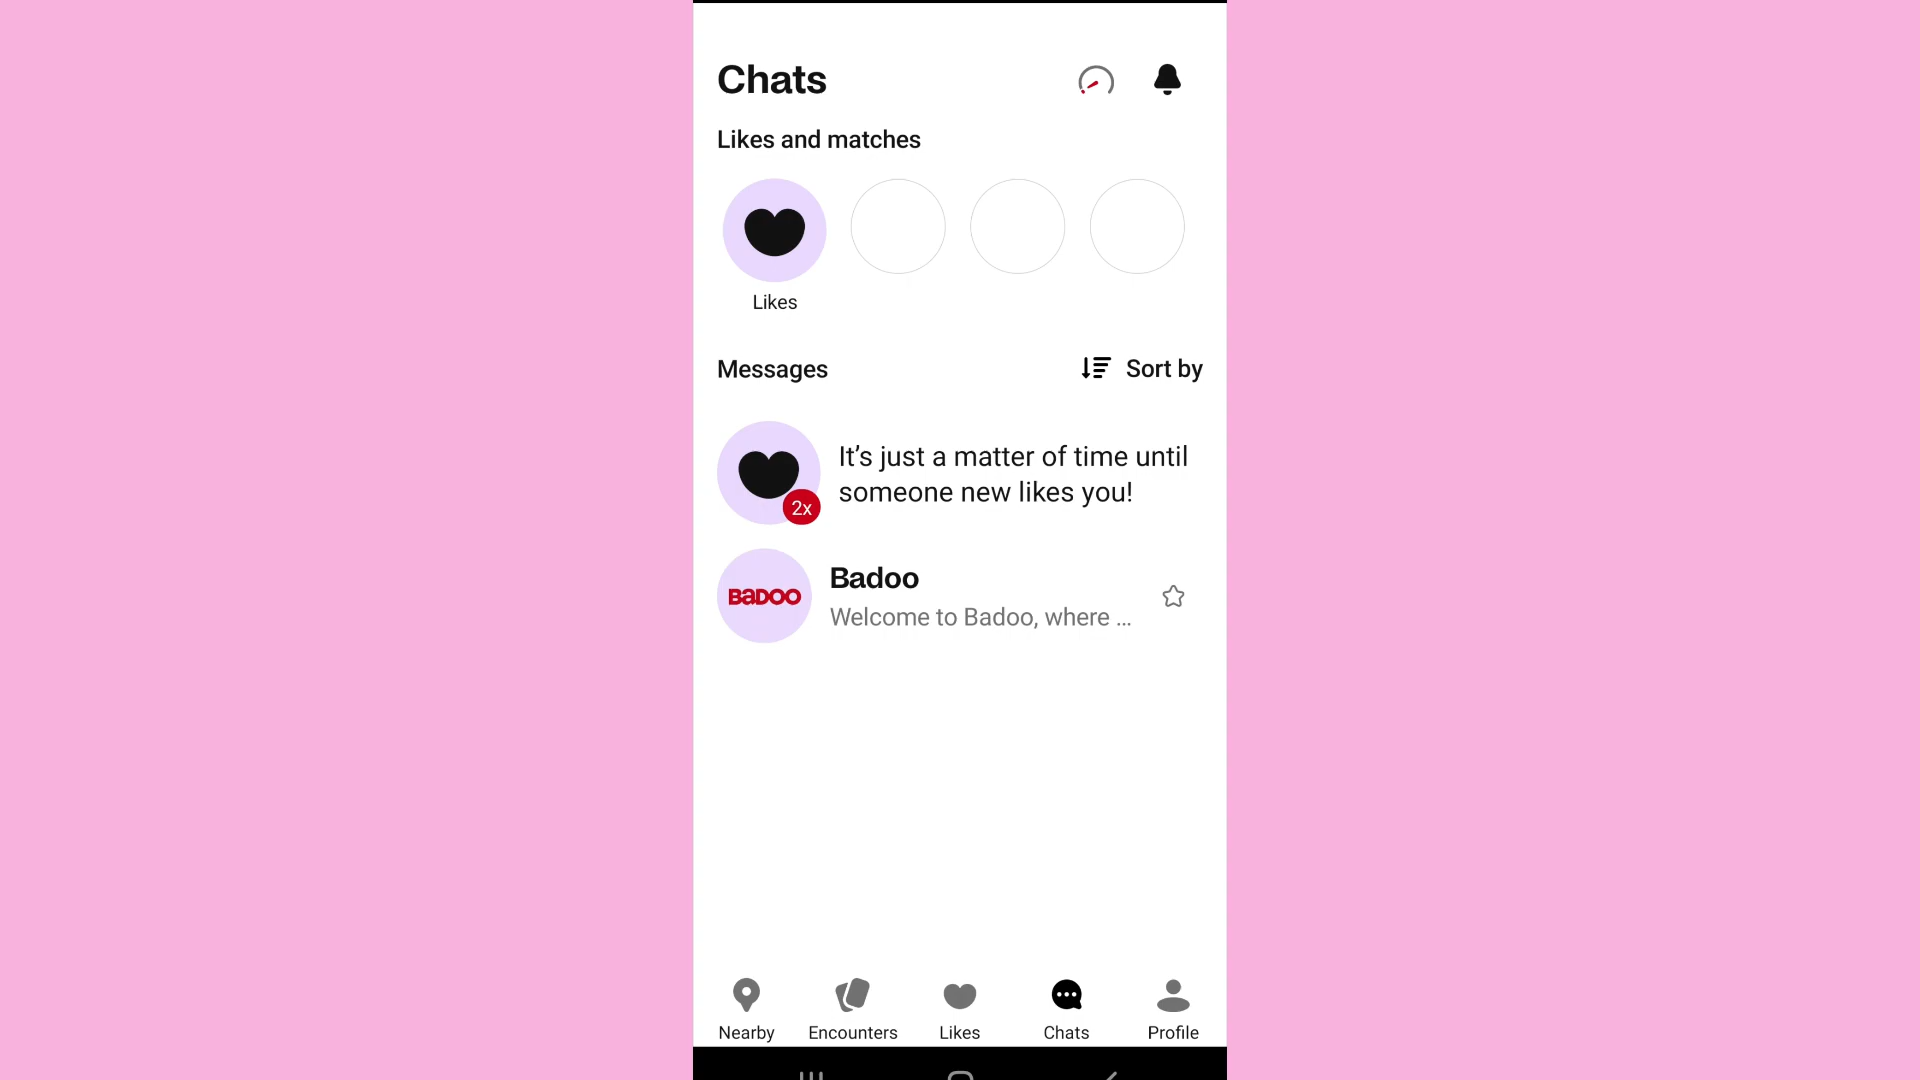 Chats
Likes and matches
Likes
Messages
Sort by
It’s just a matter of time until
someone new likes you!
2x
BADOO
Badoo
Welcome to Badoo, where ...
Nearby
Encounters
Likes
Chats
Profile